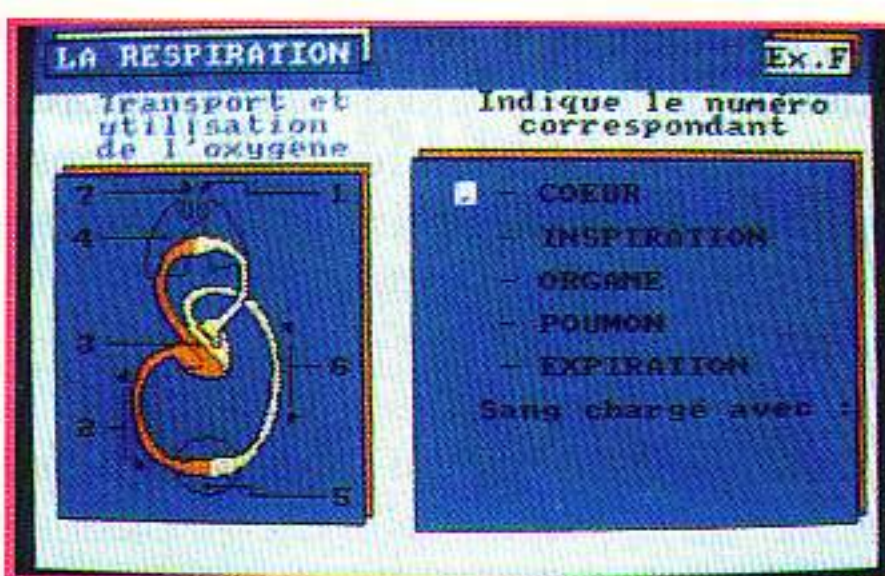 LA RESPIRATION
Ex.F
Transport et
utilisation
de l'oxygène
Indique le numéro
correspondant
7
1
4
3
6
2
5
. - COEUR
- INSPIRATION
- ORGANE
- POUMON
- EXPIRATION
Sang chargé avec :